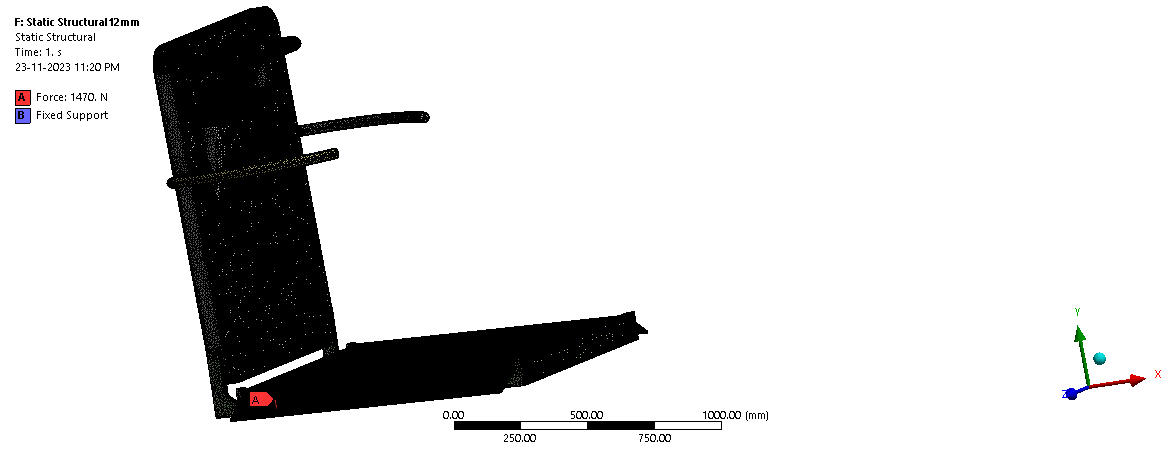 F: Static Structural12mm
Static Structural
Time: 1. s
23-11-2023 11:20 PM
A Force: 1470. N
B Fixed Support
A
0.00 500.00 1000.00 (mm)
250.00 750.00
Y
X
Z